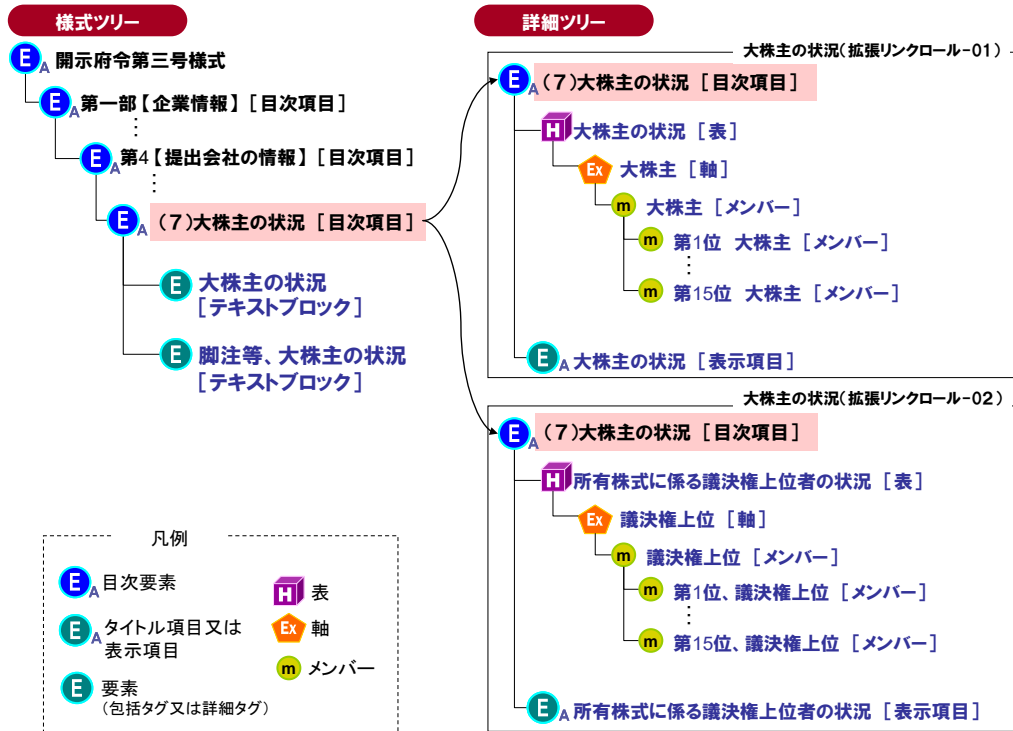 様式ツリー
E A 開示府令第三号様式
E A 第一部【企業情報】［目次項目］
⋮
E A 第4【提出会社の情報】［目次項目］
⋮
E A （7）大株主の状況［目次項目］
E 大株主の状況
［テキストブロック］
E 脚注等、大株主の状況
［テキストブロック］
凡例
E A 目次要素
E A タイトル項目又は
表示項目
E 要素
（包括タグ又は詳細タグ）
H 表
Ex 軸
m メンバー
詳細ツリー
大株主の状況（拡張リンクロール-01）
E A （7）大株主の状況［目次項目］
H 大株主の状況［表］
Ex 大株主［軸］
m 大株主［メンバー］
m 第1位 大株主［メンバー］
⋮
m 第15位 大株主［メンバー］
E A 大株主の状況［表示項目］
大株主の状況（拡張リンクロール-02）
E A （7）大株主の状況［目次項目］
H 所有株式に係る議決権上位者の状況［表］
Ex 議決権上位［軸］
m 議決権上位［メンバー］
m 第1位、議決権上位［メンバー］
⋮
m 第15位、議決権上位［メンバー］
E A 所有株式に係る議決権上位者の状況［表示項目］